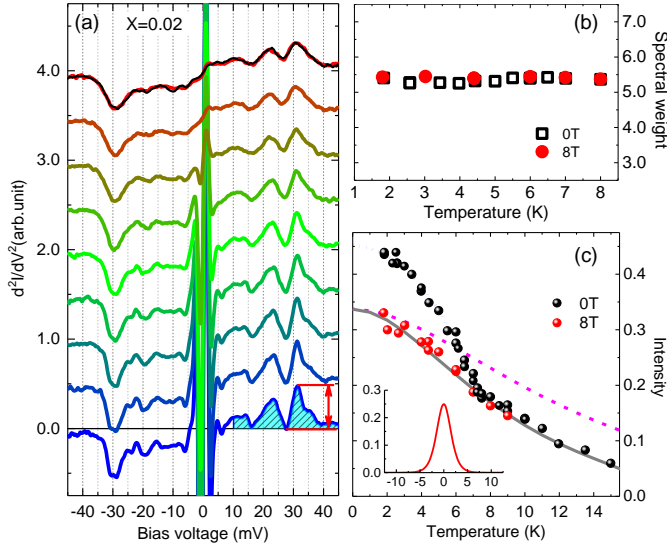 (a)
X=0.02
4.0
3.0
2.0
1.0
0.0
d²I/dV²(arb.unit)
-40 -30 -20 -10 0 10 20 30 40
Bias voltage (mV)
(b)
7.0
6.0
5.0
4.0
3.0
Spectral weight
0T
8T
1 2 3 4 5 6 7 8
Temperature (K)
(c)
0.4
0.3
0.2
0.1
0.0
Intensity
0T
8T
0.3
0.2
0.1
0.0
-10 -5 0 5 10
0 2 4 6 8 10 12 14
Temperature (K)